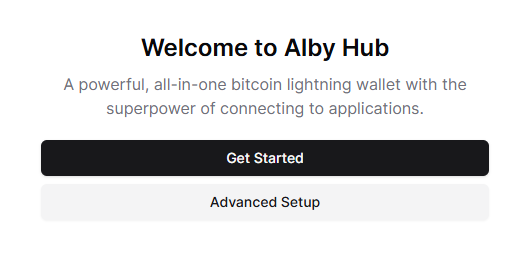 Welcome to Alby Hub
A powerful, all-in-one bitcoin lightning wallet with the
superpower of connecting to applications.
Get Started
Advanced Setup